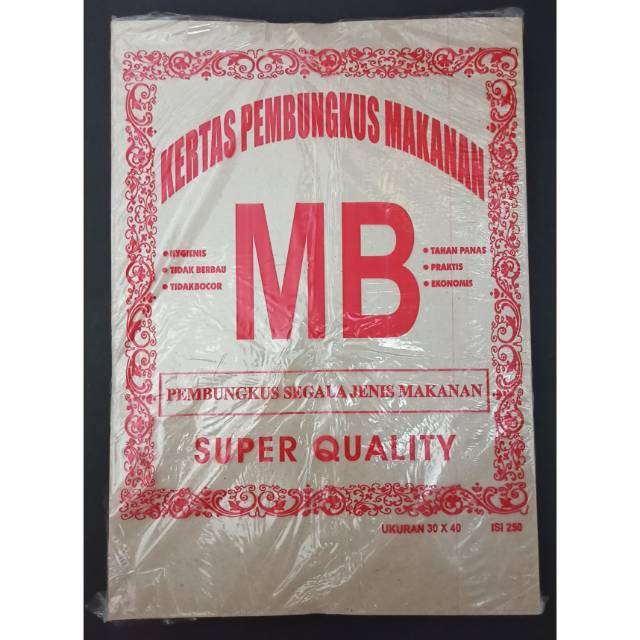 KERTAS PEMBUNGKUS MAKANAN
MB
• HYGIENIS
• TIDAK BERBAU
• TIDAKBOCOR
• TAHAN PANAS
• PRAKTIS
• EKONOMIS
PEMBUNGKUS SEGALA JENIS MAKANAN
SUPER QUALITY
UKURAN 30 X 40 ISI 250